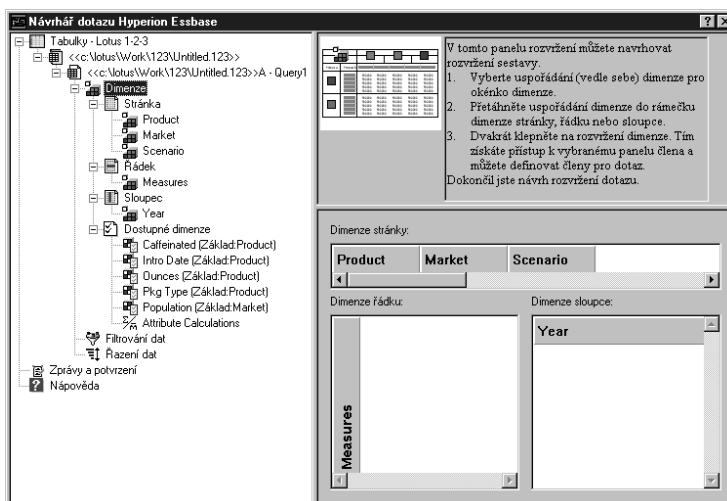 Návrhář dotazu Hyperion Essbase
Tabulky - Lotus 1-2-3
<<c:\lotus\Work\123\Untitled.123>>
<<c:\lotus\Work\123\Untitled.123>>A - Query1
Dimenze
Stránka
Product
Market
Scenario
Řádek
Measures
Sloupec
Year
Dostupné dimenze
Caffeinated (Základ:Product)
Intro Date (Základ:Product)
Ounces (Základ:Product)
Pkg Type (Základ:Product)
Population (Základ:Market)
Attribute Calculations
Filtrování dat
Řazení dat
Zprávy a potvrzení
Nápověda
V tomto panelu rozvržení můžete navrhovat
rozvržení sestavy.
1. Vyberte uspořádání (vedle sebe) dimenze pro
okénko dimenze.
2. Přetáhněte uspořádání dimenze do rámečku
dimenze stránky, řádku nebo sloupce.
3. Dvakrát klepněte na rozvržení dimenze. Tím
získáte přístup k vybranému panelu člena a
můžete definovat členy pro dotaz.
Dokončil jste návrh rozvržení dotazu.
Dimenze stránky:
Product Market Scenario
Dimenze řádku:
Measures
Dimenze sloupce:
Year